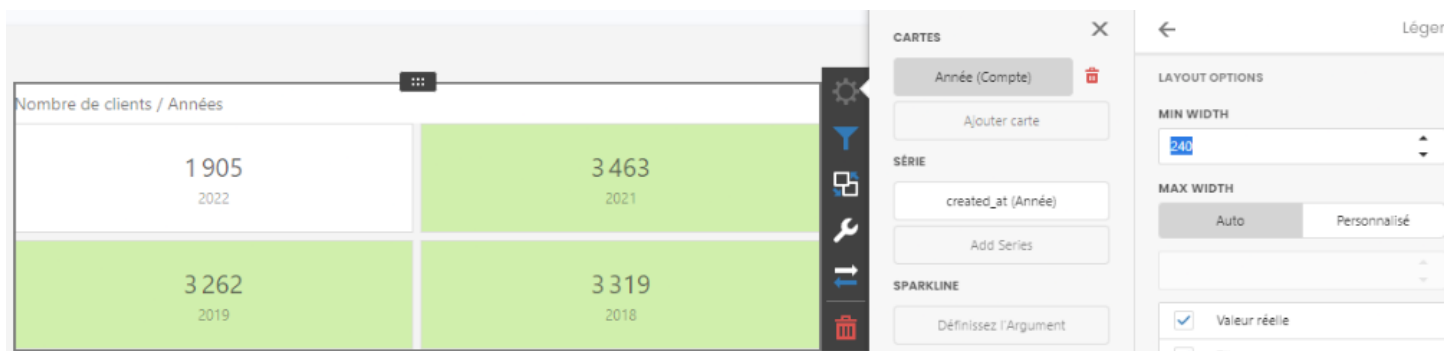 Nombre de clients / Années
1 905
2022
3 463
2021
3 262
2019
3 319
2018
CARTES
Année (Compte)
Ajouter carte
SÉRIE
created_at (Année)
Add Series
SPARKLINE
Définissez l'Argument
Léger
LAYOUT OPTIONS
MIN WIDTH
240
MAX WIDTH
Auto
Personnalisé
Valeur réelle